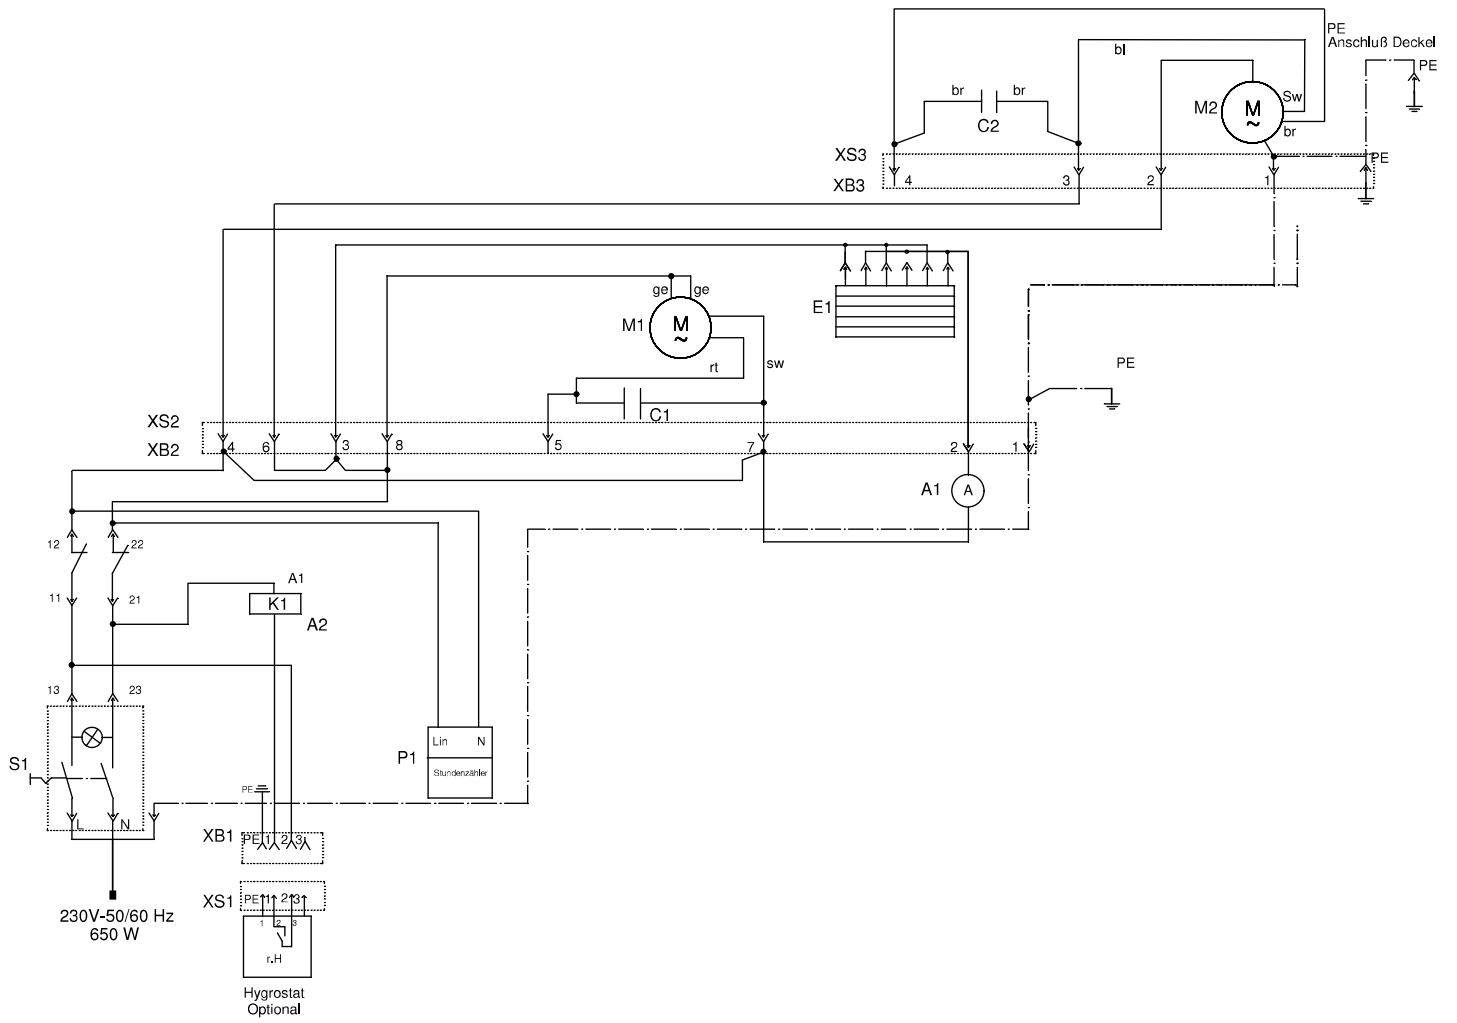 PE
Anschluß Deckel
bl
PE
br
br
Sw
M2
M
~
C2
br
XS3
PE
XB3
4
3
2
1
ge
ge
E1
M1
M
~
rt
sw
PE
C1
XS2
XB2
4
6
3
8
5
7
2
1
A1
A
12
22
A1
11
21
K1
A2
13
23
Lin
N
P1
Stundenzähler
S1
PE
L
N
XB1
PE
1
2
3
XS1
PE
1
2
3
1
2
3
230V-50/60 Hz
650 W
r.H
Hygrostat
Optional